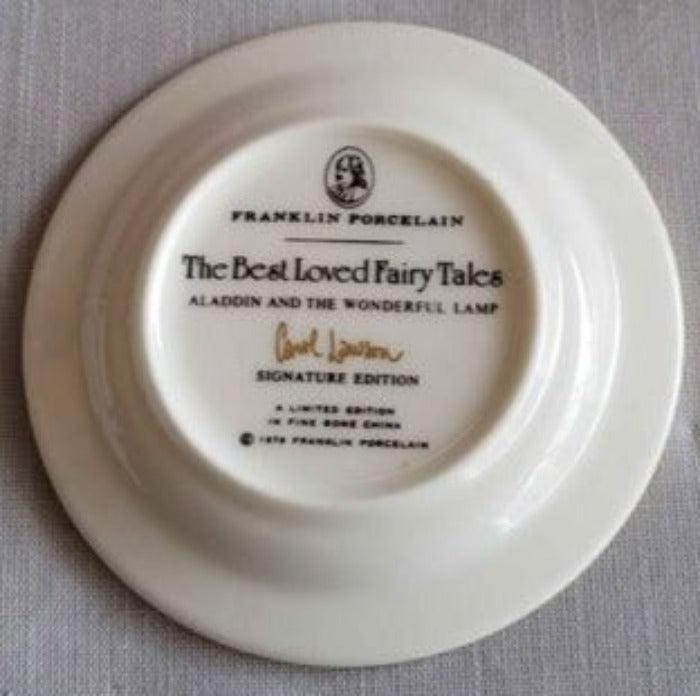 FRANKLIN PORCELAIN
The Best Loved Fairy Tales
ALADDIN AND THE WONDERFUL LAMP
Carol Lawson
SIGNATURE EDITION
A LIMITED EDITION
IN FINE BONE CHINA
© 1979 FRANKLIN PORCELAIN